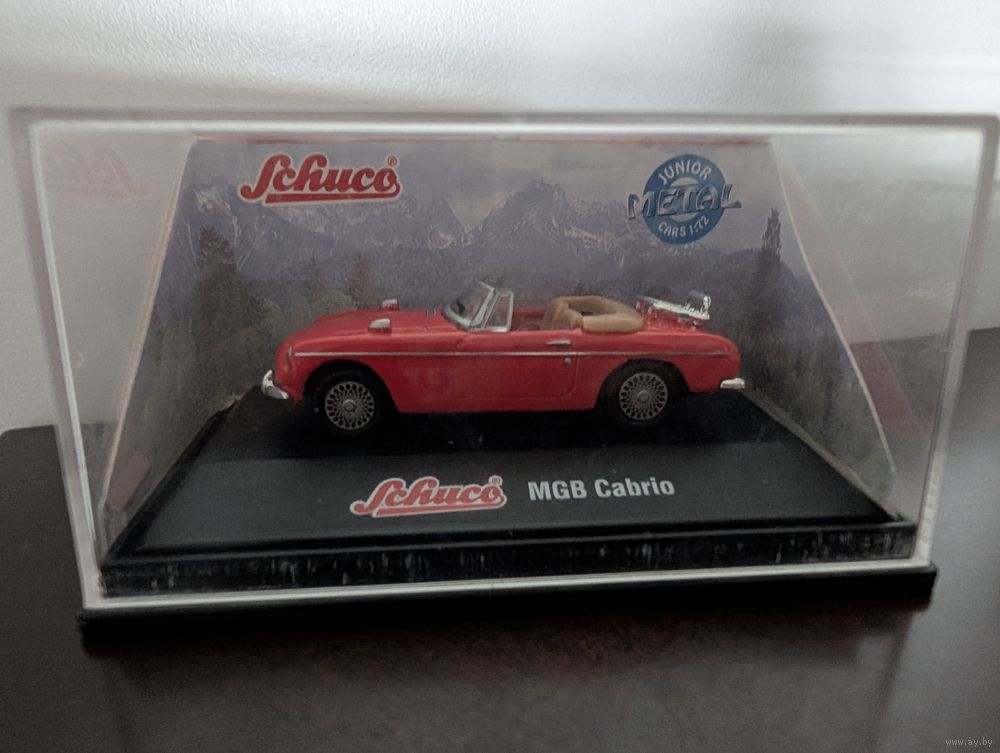 Schuco®
JUNIOR
METAL
CARS 1:72
Schuco®
MGB Cabrio
www.ay.by